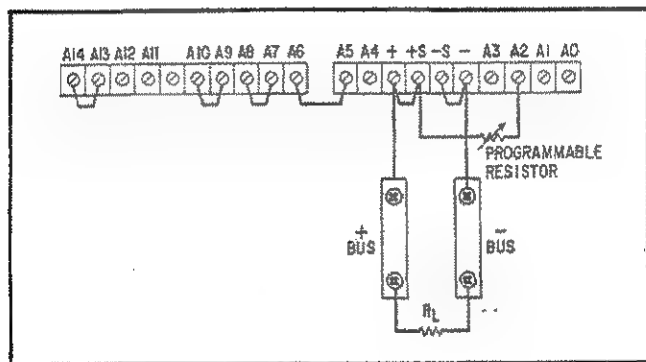 A14 A13 A12 A11 A10 A9 A8 A7 A6 A5 A4 + +S -S - A3 A2 A1 A0
PROGRAMMABLE
RESISTOR
+
BUS
-
BUS
RL